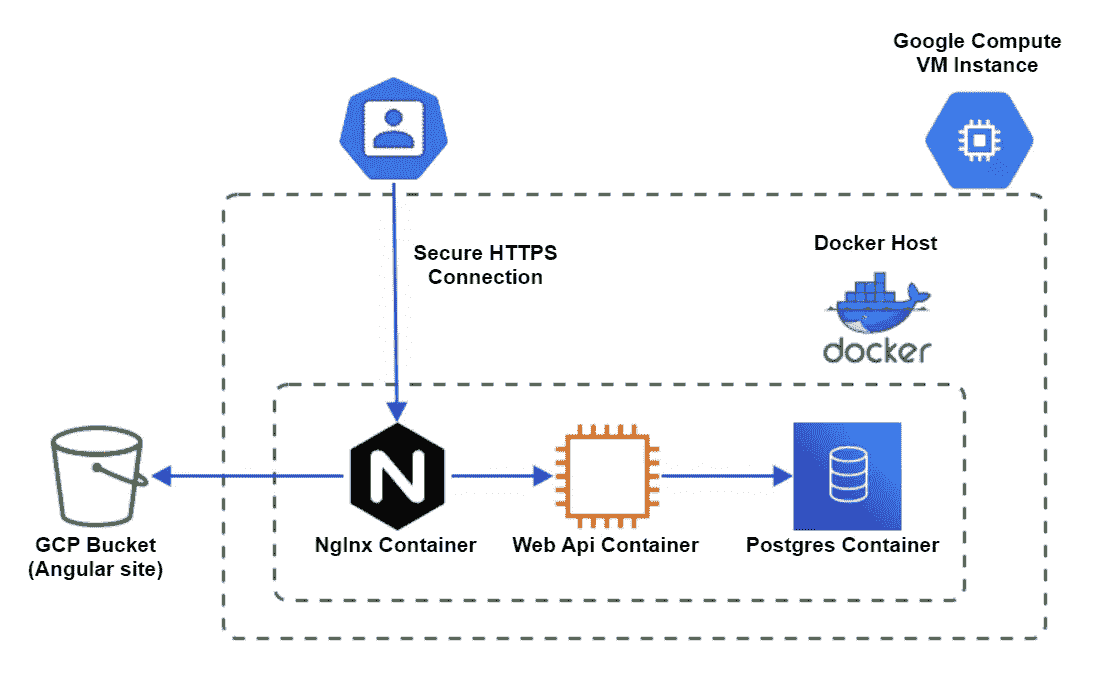 Google Compute
VM Instance
Secure HTTPS
Connection
Docker Host
docker
N
GCP Bucket
(Angular site)
NgInx Container
Web Api Container
Postgres Container